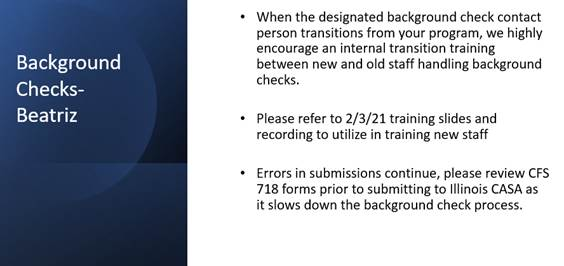 Background
Checks-
Beatriz
• When the designated background check contact
person transitions from your program, we highly
encourage an internal transition training
between new and old staff handling background
checks.
• Please refer to 2/3/21 training slides and
recording to utilize in training new staff
• Errors in submissions continue, please review CFS
718 forms prior to submitting to Illinois CASA as
it slows down the background check process.